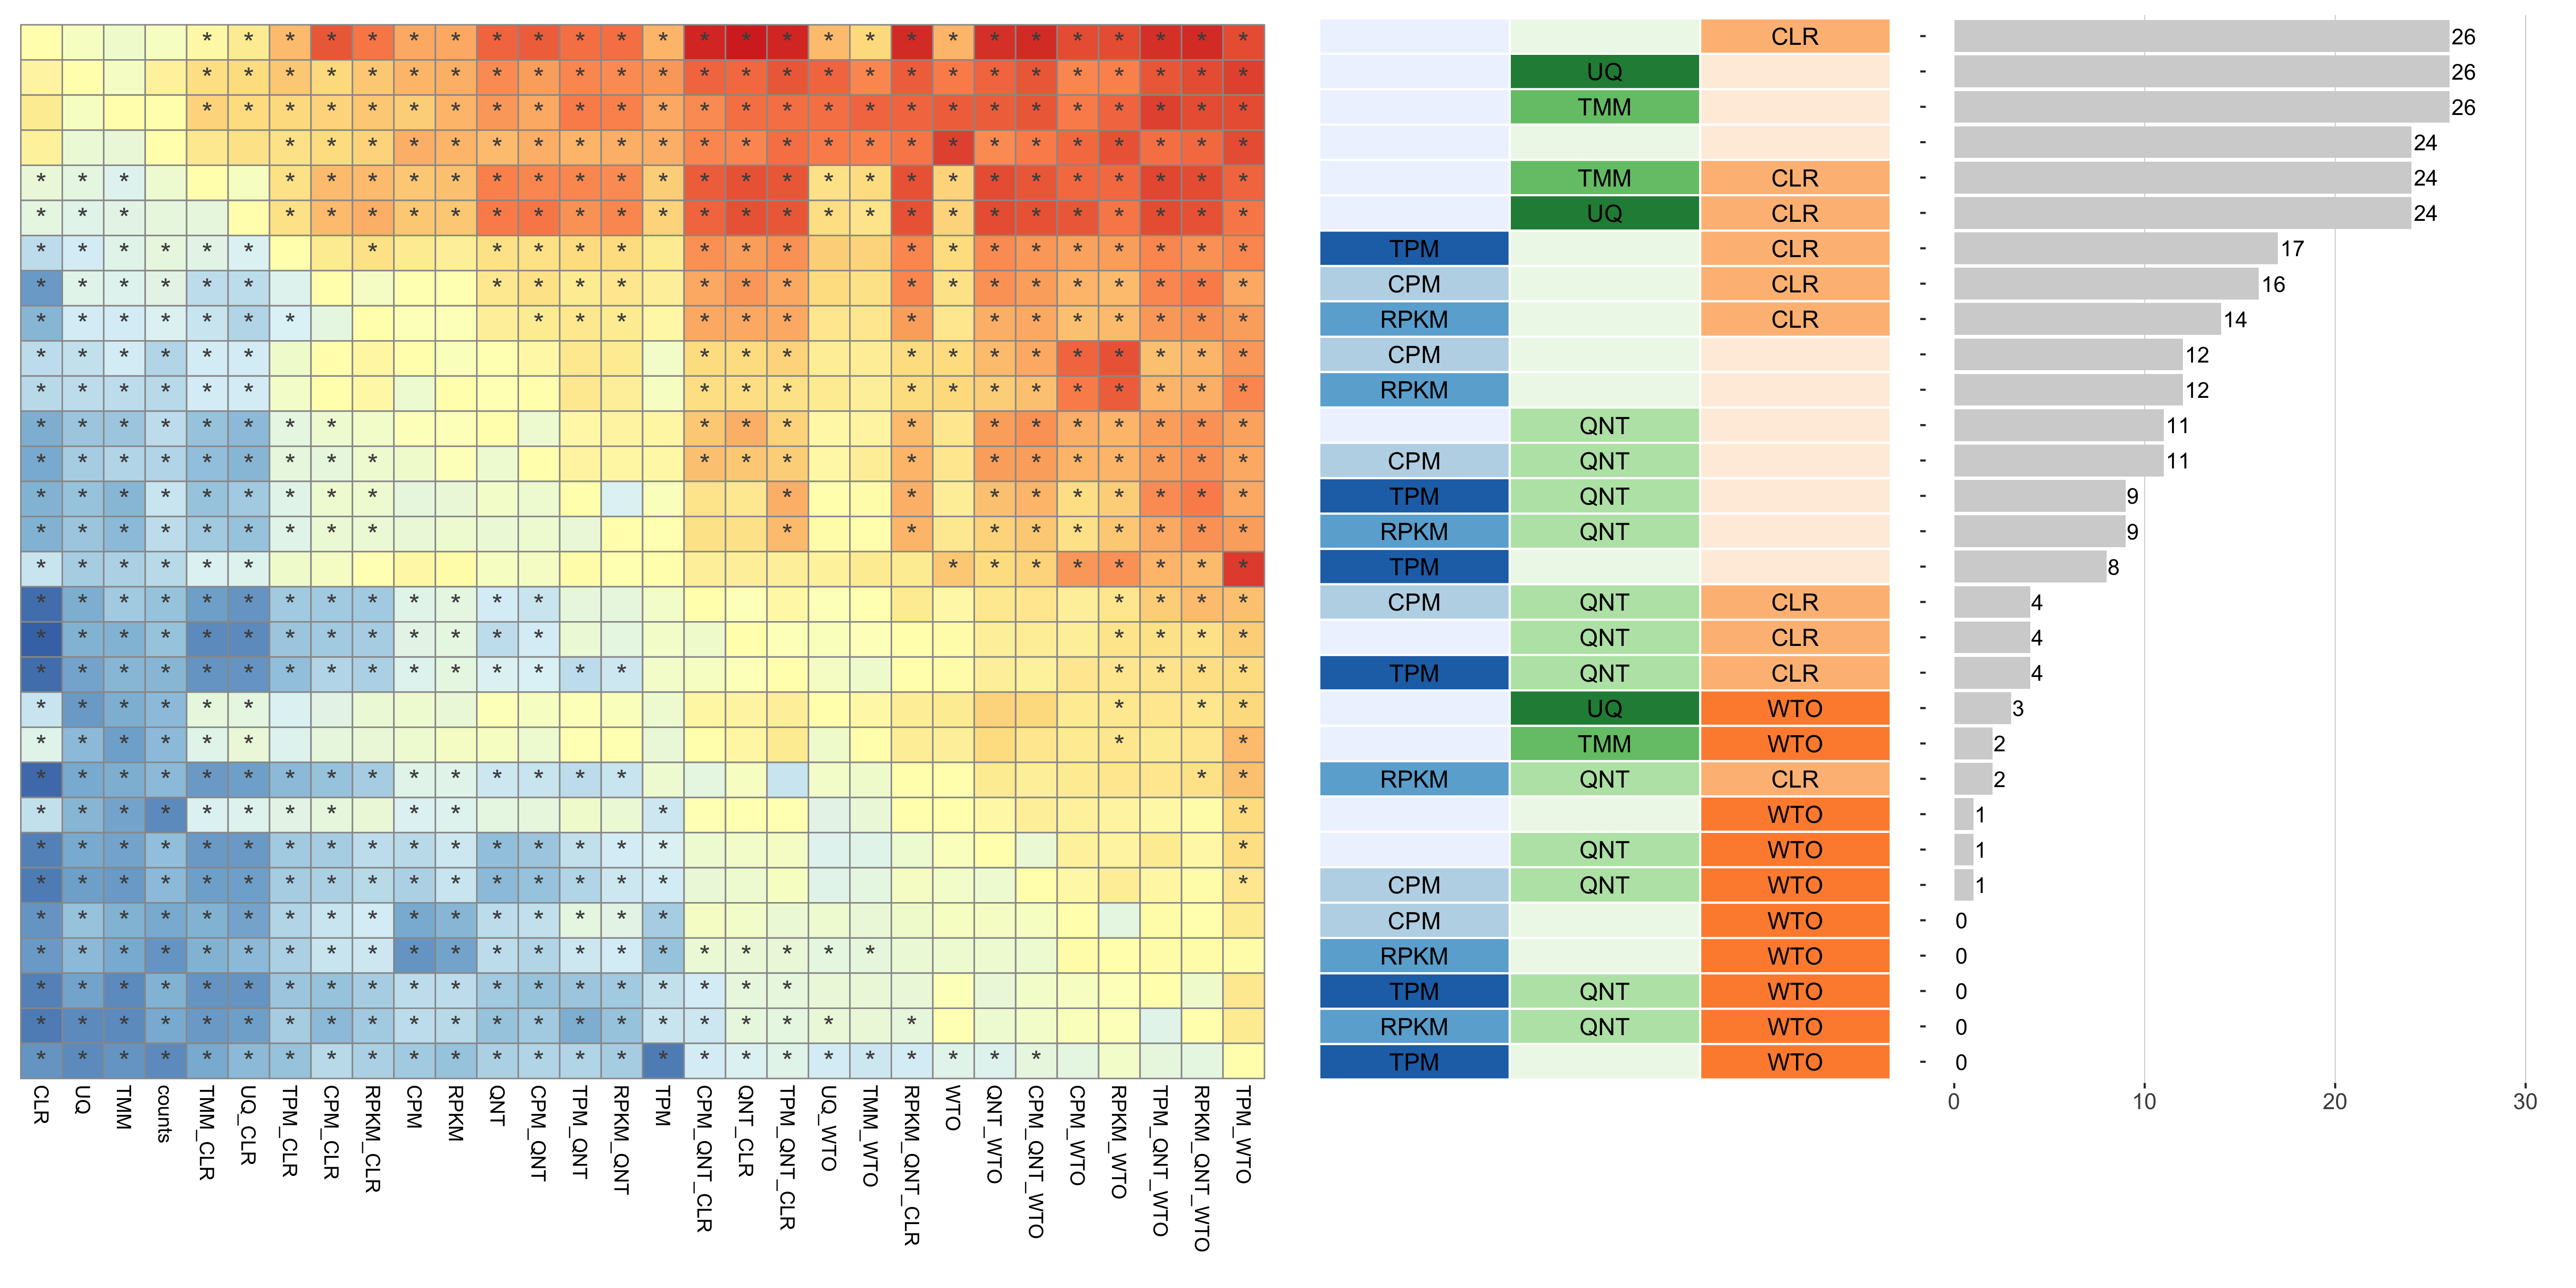 CLR - 26
UQ - 26
TMM - 26
- 24
TMM CLR - 24
UQ CLR - 24
TPM CLR - 17
CPM CLR - 16
RPKM CLR - 14
CPM - 12
RPKM - 12
QNT - 11
CPM QNT - 11
TPM QNT - 9
RPKM QNT - 9
TPM - 8
CPM QNT CLR - 4
QNT CLR - 4
TPM QNT CLR - 4
UQ WTO - 3
TMM WTO - 2
RPKM QNT CLR - 2
WTO - 1
QNT WTO - 1
CPM QNT WTO - 1
CPM WTO - 0
RPKM WTO - 0
TPM QNT WTO - 0
RPKM QNT WTO - 0
TPM WTO - 0
CLR
UQ
TMM
counts
TMM_CLR
UQ_CLR
TPM_CLR
CPM_CLR
RPKM_CLR
CPM
RPKM
QNT
CPM_QNT
TPM_QNT
RPKM_QNT
TPM
CPM_QNT_CLR
QNT_CLR
TPM_QNT_CLR
UQ_WTO
TMM_WTO
RPKM_QNT_CLR
WTO
QNT_WTO
CPM_QNT_WTO
CPM_WTO
RPKM_WTO
TPM_QNT_WTO
RPKM_QNT_WTO
TPM_WTO
0 10 20 30